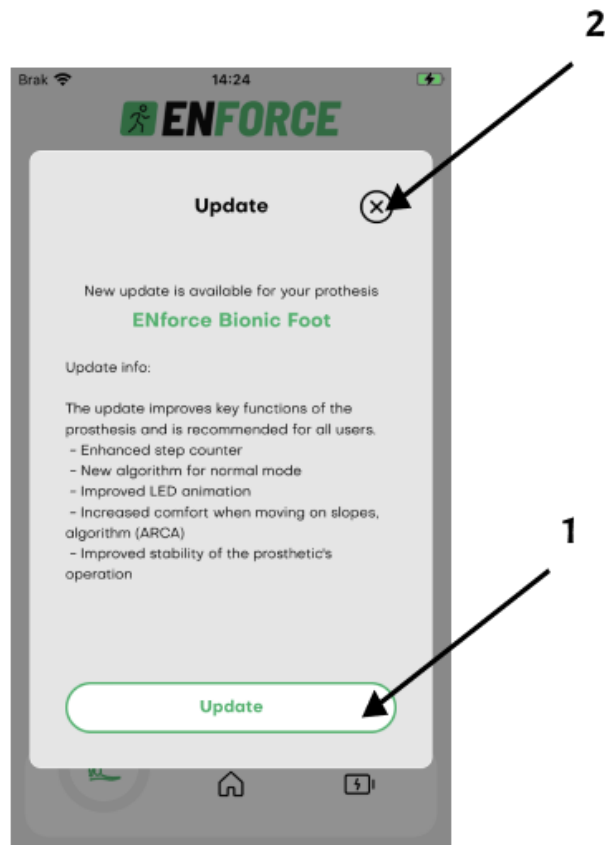 2
Brak 14:24
ENFORCE
Update
New update is available for your prothesis
ENforce Bionic Foot
Update info:
The update improves key functions of the
prosthesis and is recommended for all users.
- Enhanced step counter
- New algorithm for normal mode
- Improved LED animation
- Increased comfort when moving on slopes,
algorithm (ARCA)
- Improved stability of the prosthetic's
operation
1
Update